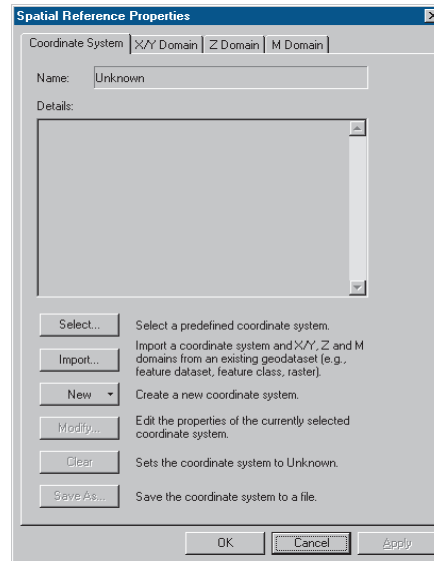 Spatial Reference Properties
Coordinate System X/Y Domain Z Domain M Domain
Name: Unknown
Details:
Select... Select a predefined coordinate system.
Import a coordinate system and X/Y, Z and M
Import... domains from an existing geodataset (e.g.,
feature dataset, feature class, raster).
New Create a new coordinate system.
Modify... Edit the properties of the currently selected
coordinate system.
Clear Sets the coordinate system to Unknown.
Save As... Save the coordinate system to a file.
OK Cancel Apply